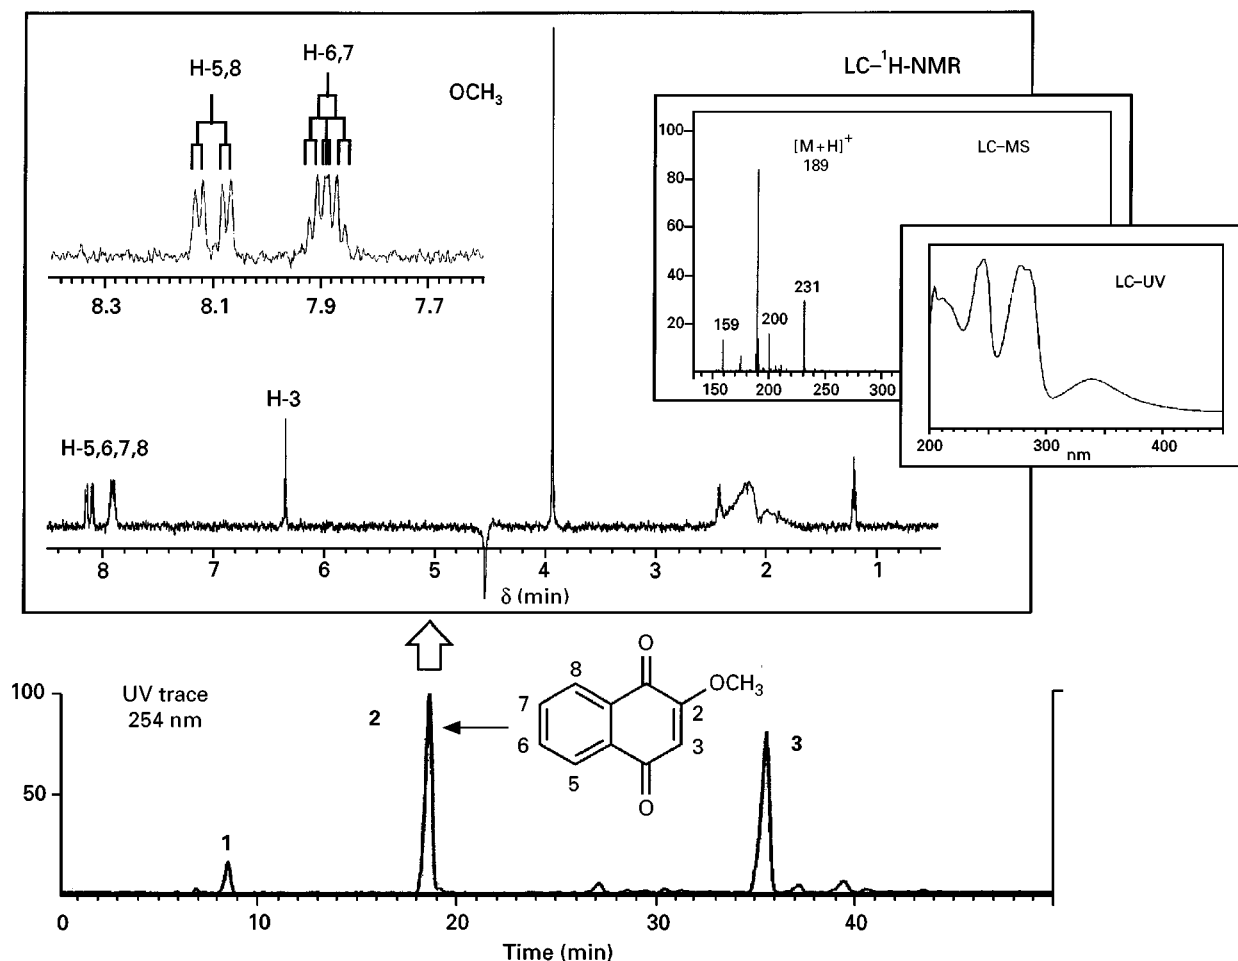 H-5,8
H-6,7
OCH3
LC–1H-NMR
8.3 8.1 7.9 7.7
H-5,6,7,8
H-3
8 7 6 5 4 3 2 1
δ (min)
[M+H]+
189
LC–MS
100
80
60
40
20
159
200
231
150 200 250 300
LC–UV
200 300 400
nm
UV trace
254 nm
100
50
1
2
3
O
OCH3
8
7
6
5
2
3
O
0 10 20 30 40
Time (min)